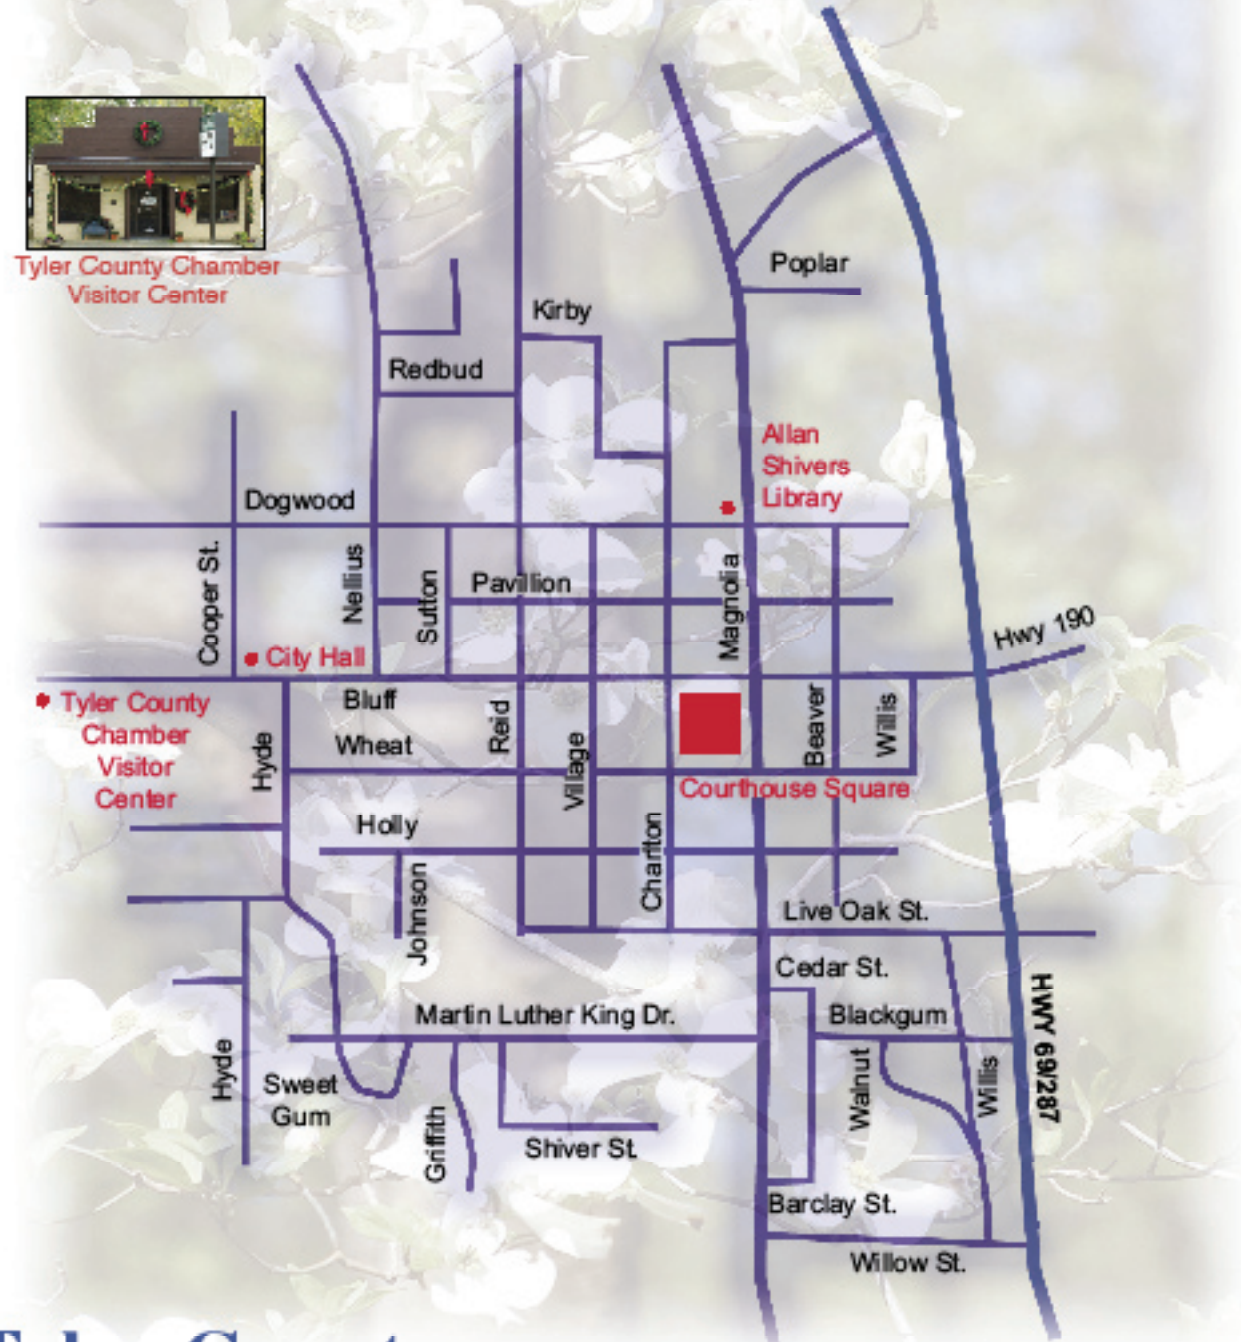 Tyler County Chamber
Visitor Center
Poplar
Kirby
Redbud
Allan
Shivers
Library
Dogwood
Cooper St.
Nellius
Sutton
Pavillion
Magnolia
Hwy 190
City Hall
Tyler County
Chamber
Visitor
Center
Bluff
Wheat
Hyde
Reid
Village
Beaver
Willis
Courthouse Square
Holly
Johnson
Charlton
Live Oak St.
Cedar St.
Blackgum
Martin Luther King Dr.
HWY 69/287
Hyde
Sweet
Gum
Griffith
Shiver St.
Walnut
Willis
Barclay St.
Willow St.